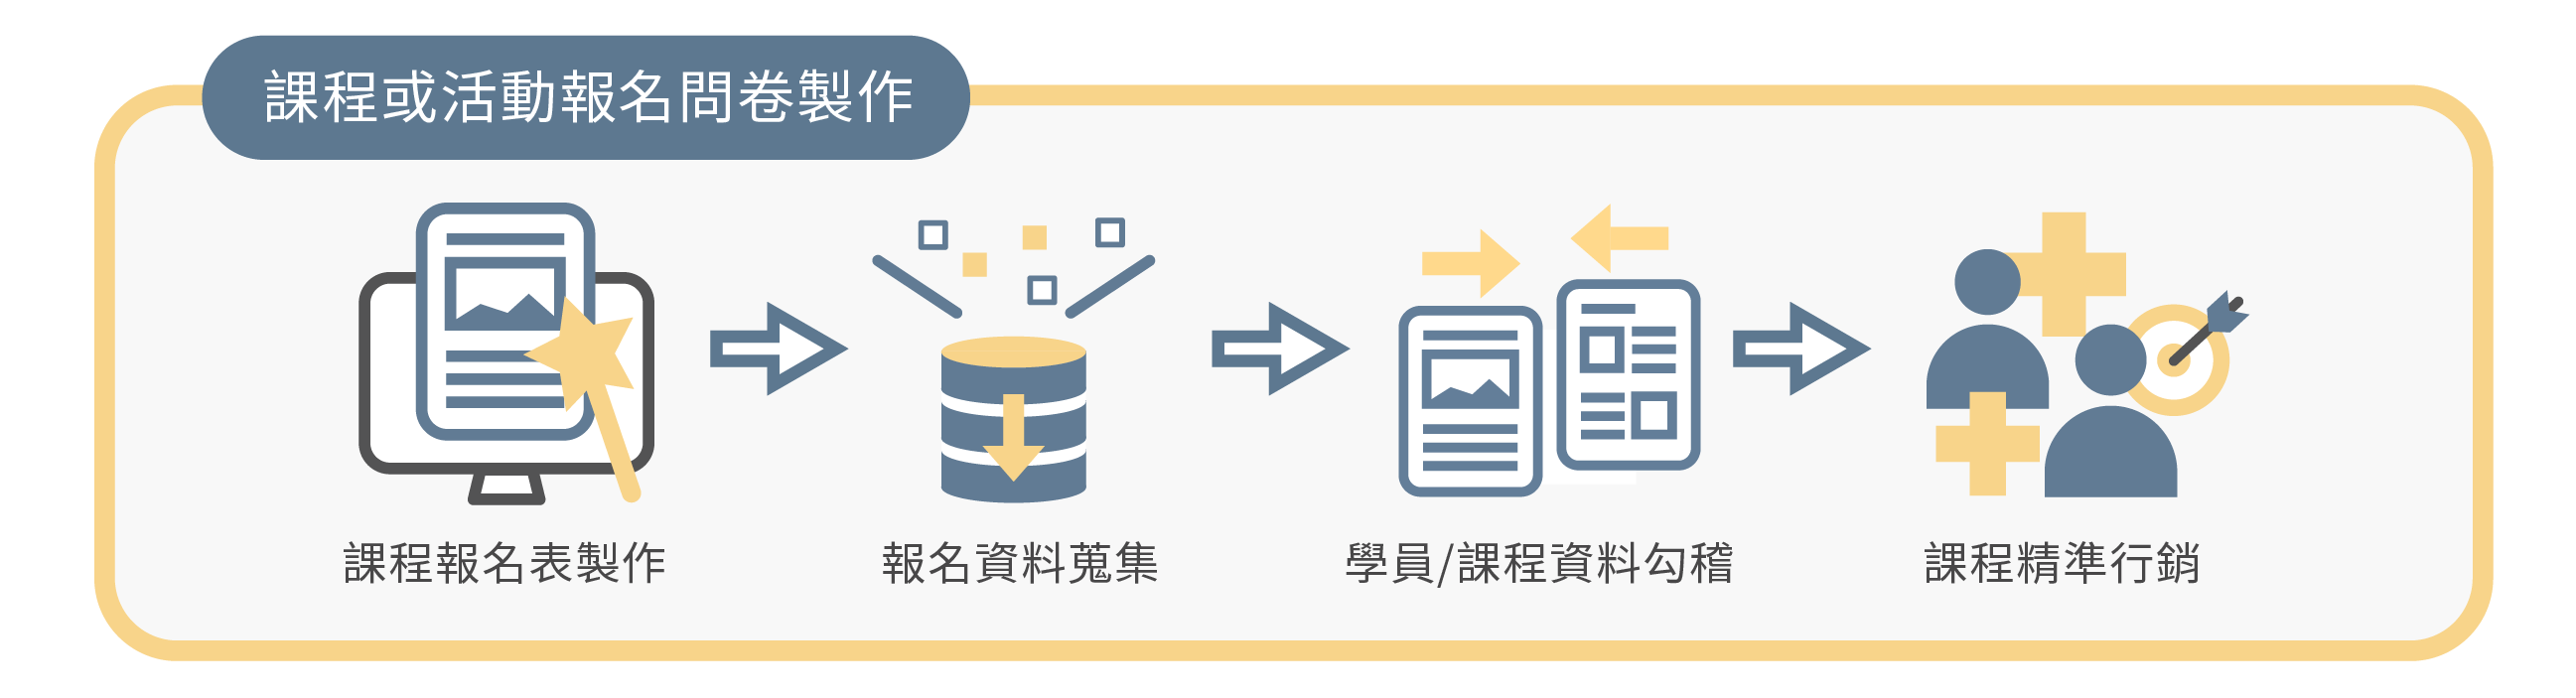 課程或活動報名問卷製作
課程報名表製作
報名資料蒐集
學員/課程資料勾稽
課程精準行銷